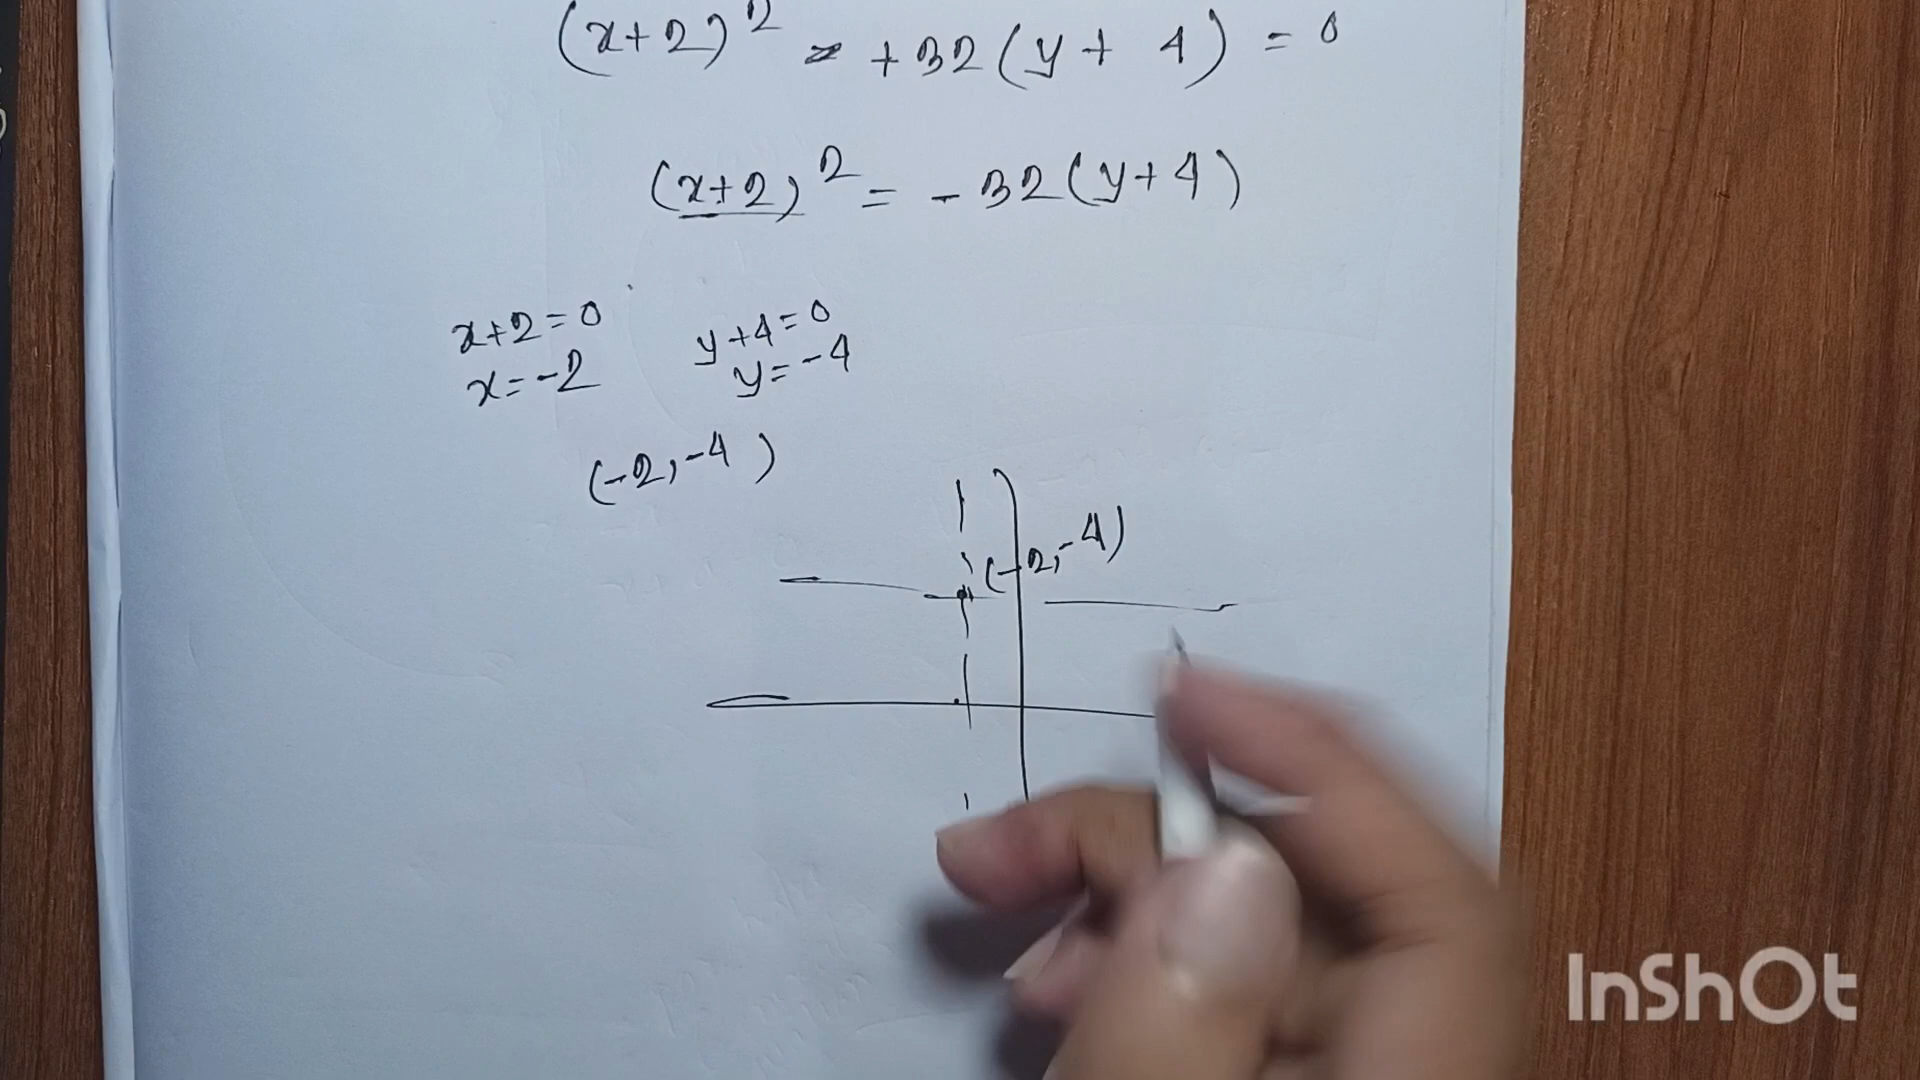 (x+2)² + 32(y+4) = 0
(x+2)² = -32(y+4)
x+2=0 y+4=0
x=-2 y=-4
(-2,-4)
(-2,-4)
InShOt